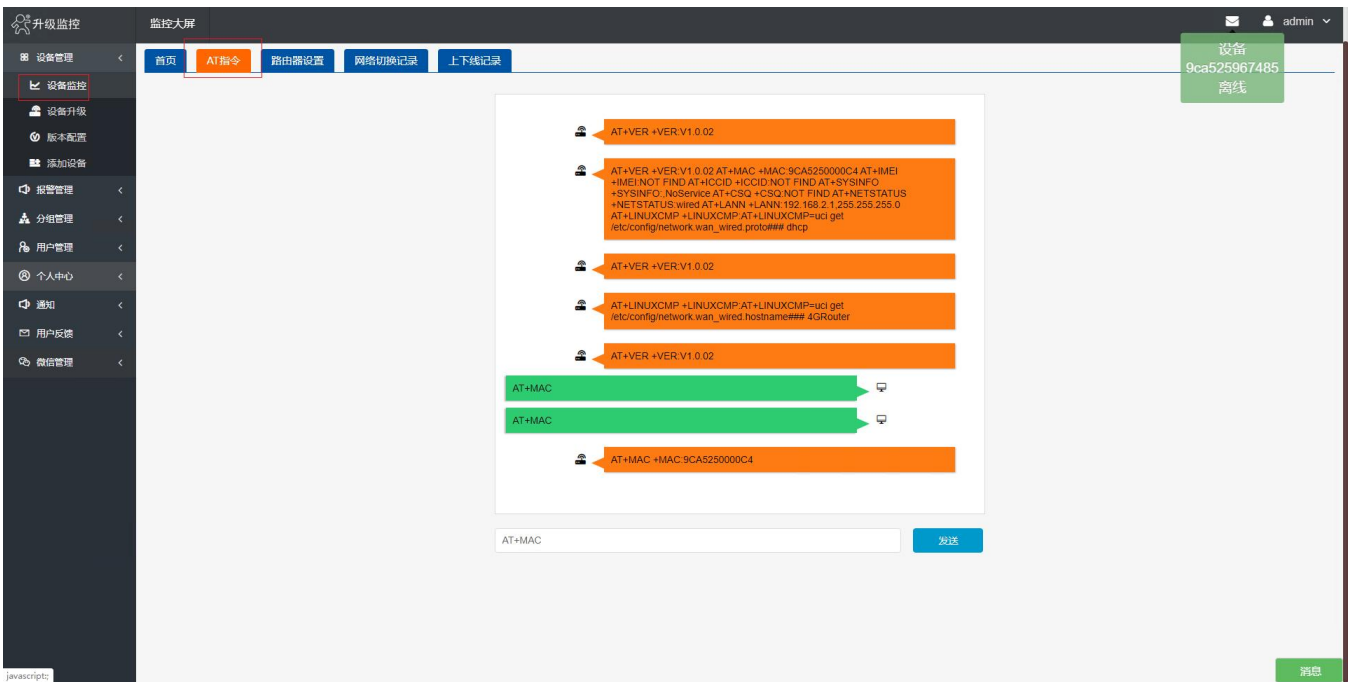 升级监控
监控大屏
admin
设备管理
设备监控
设备升级
版本配置
添加设备
报警管理
分组管理
用户管理
个人中心
通知
用户反馈
微信管理
首页
AT指令
路由器设置
网络切换记录
上下线记录
设备
9ca525967485
离线
AT+VER +VER:V1.0.02
AT+VER +VER:V1.0.02 AT+MAC +MAC:9CA5250000C4 AT+IMEI
+IMEI:NOT FIND AT+ICCID +ICCID:NOT FIND AT+SYSINFO
+SYSINFO:,NoService AT+CSQ +CSQ:NOT FIND AT+NETSTATUS
+NETSTATUS:wired AT+LANN +LANN:192.168.2.1,255.255.255.0
AT+LINUXCMP +LINUXCMP:AT+LINUXCMP=uci get
/etc/config/network.wan_wired.proto### dhcp
AT+VER +VER:V1.0.02
AT+LINUXCMP +LINUXCMP:AT+LINUXCMP=uci get
/etc/config/network.wan_wired.hostname### 4GRouter
AT+VER +VER:V1.0.02
AT+MAC
AT+MAC
AT+MAC +MAC:9CA5250000C4
AT+MAC
发送
消息
javascript:;